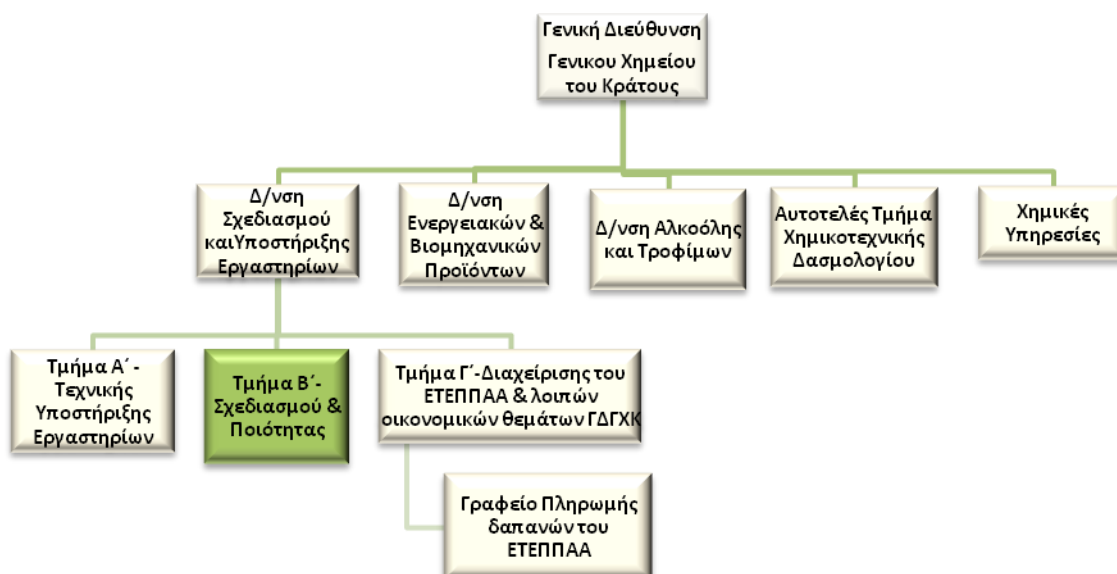 Γενική Διεύθυνση
Γενικου Χημείου
του Κράτους
Δ/νση
Σχεδιασμού
και Υποστήριξης
Εργαστηρίων
Δ/νση
Ενεργειακών &
Βιομηχανικών
Προϊόντων
Δ/νση Αλκοόλης
και Τροφίμων
Αυτοτελές Τμήμα
Χημικοτεχνικής
Δασμολογίου
Χημικές
Υπηρεσίες
Τμήμα Α΄ -
Τεχνικής
Υποστήριξης
Εργαστηρίων
Τμήμα Β΄-
Σχεδιασμού &
Ποιότητας
Τμήμα Γ΄-Διαχείρισης του
ΕΤΕΠΠΑΑ & λοιπών
οικονομικών θεμάτων ΓΔΓΧΚ
Γραφείο Πληρωμής
δαπανών του
ΕΤΕΠΠΑΑ